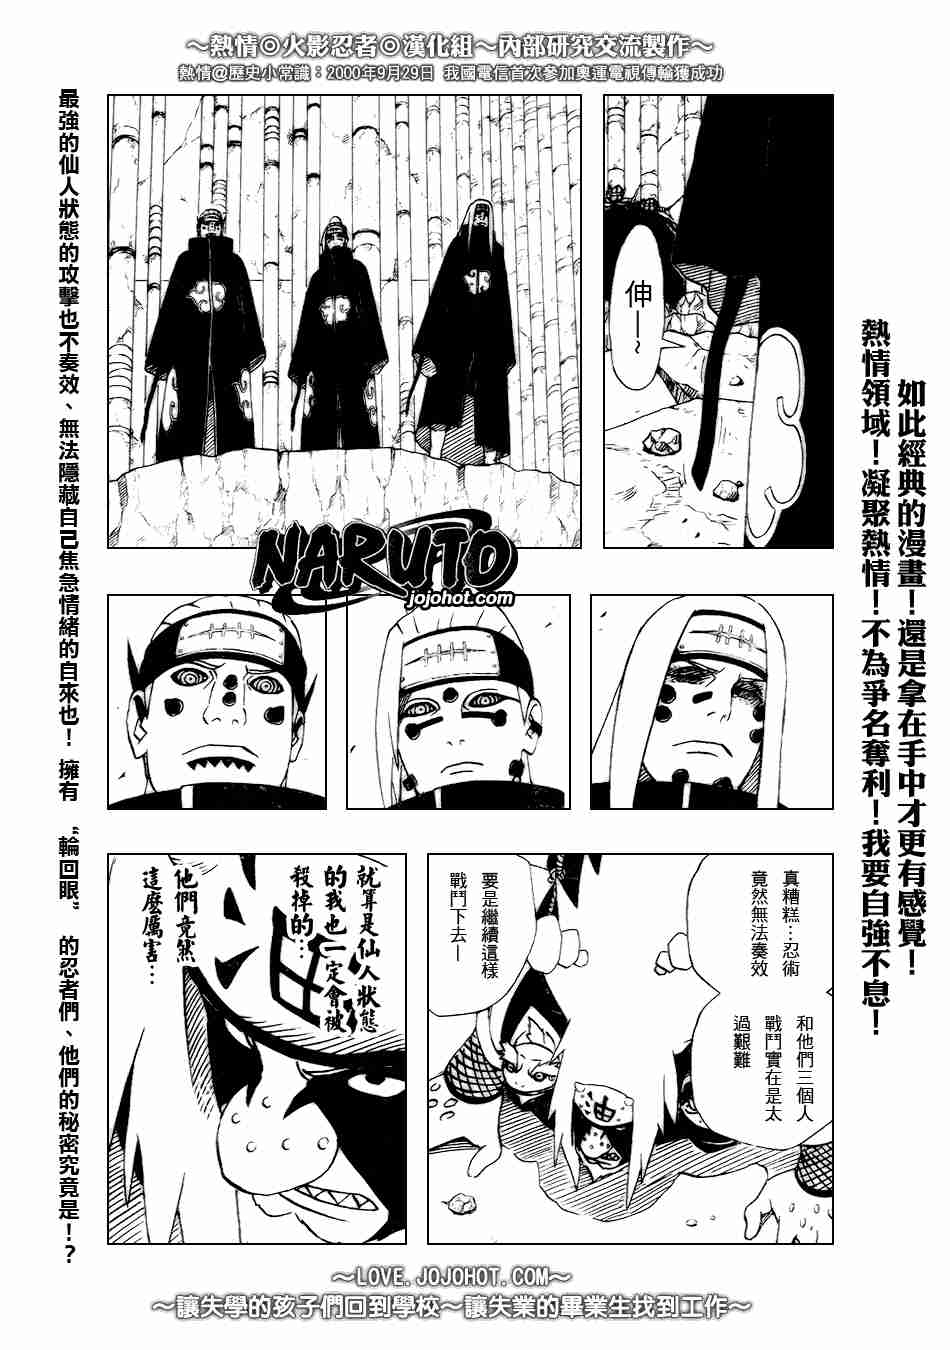 ～熱情◎火影忍者◎漢化組～內部研究交流製作～
熱情@歷史小常識：2000年9月29日 我國電信首次參加奧運電視傳輸獲成功
如此經典的漫畫！還是拿在手中才更有感覺！
熱情領域！凝聚熱情！不為爭名奪利！我要自強不息！
伸——～
NARUTO
jojohot.com
真糟糕…忍術
竟然無法奏效
和他們三個人
戰鬥實在是太
過艱難
要是繼續這樣
戰鬥下去—
油
就算是仙人狀態
的我也一定會被
殺掉的…
他們竟然
這麼厲害…
最強的仙人狀態的攻擊也不奏效、無法隱藏自己焦急情緒的自來也！ 擁有 “輪回眼” 的忍者們、他們的秘密究竟是！？
～LOVE.JOJOHOT.COM～
～讓失學的孩子們回到學校～讓失業的畢業生找到工作～